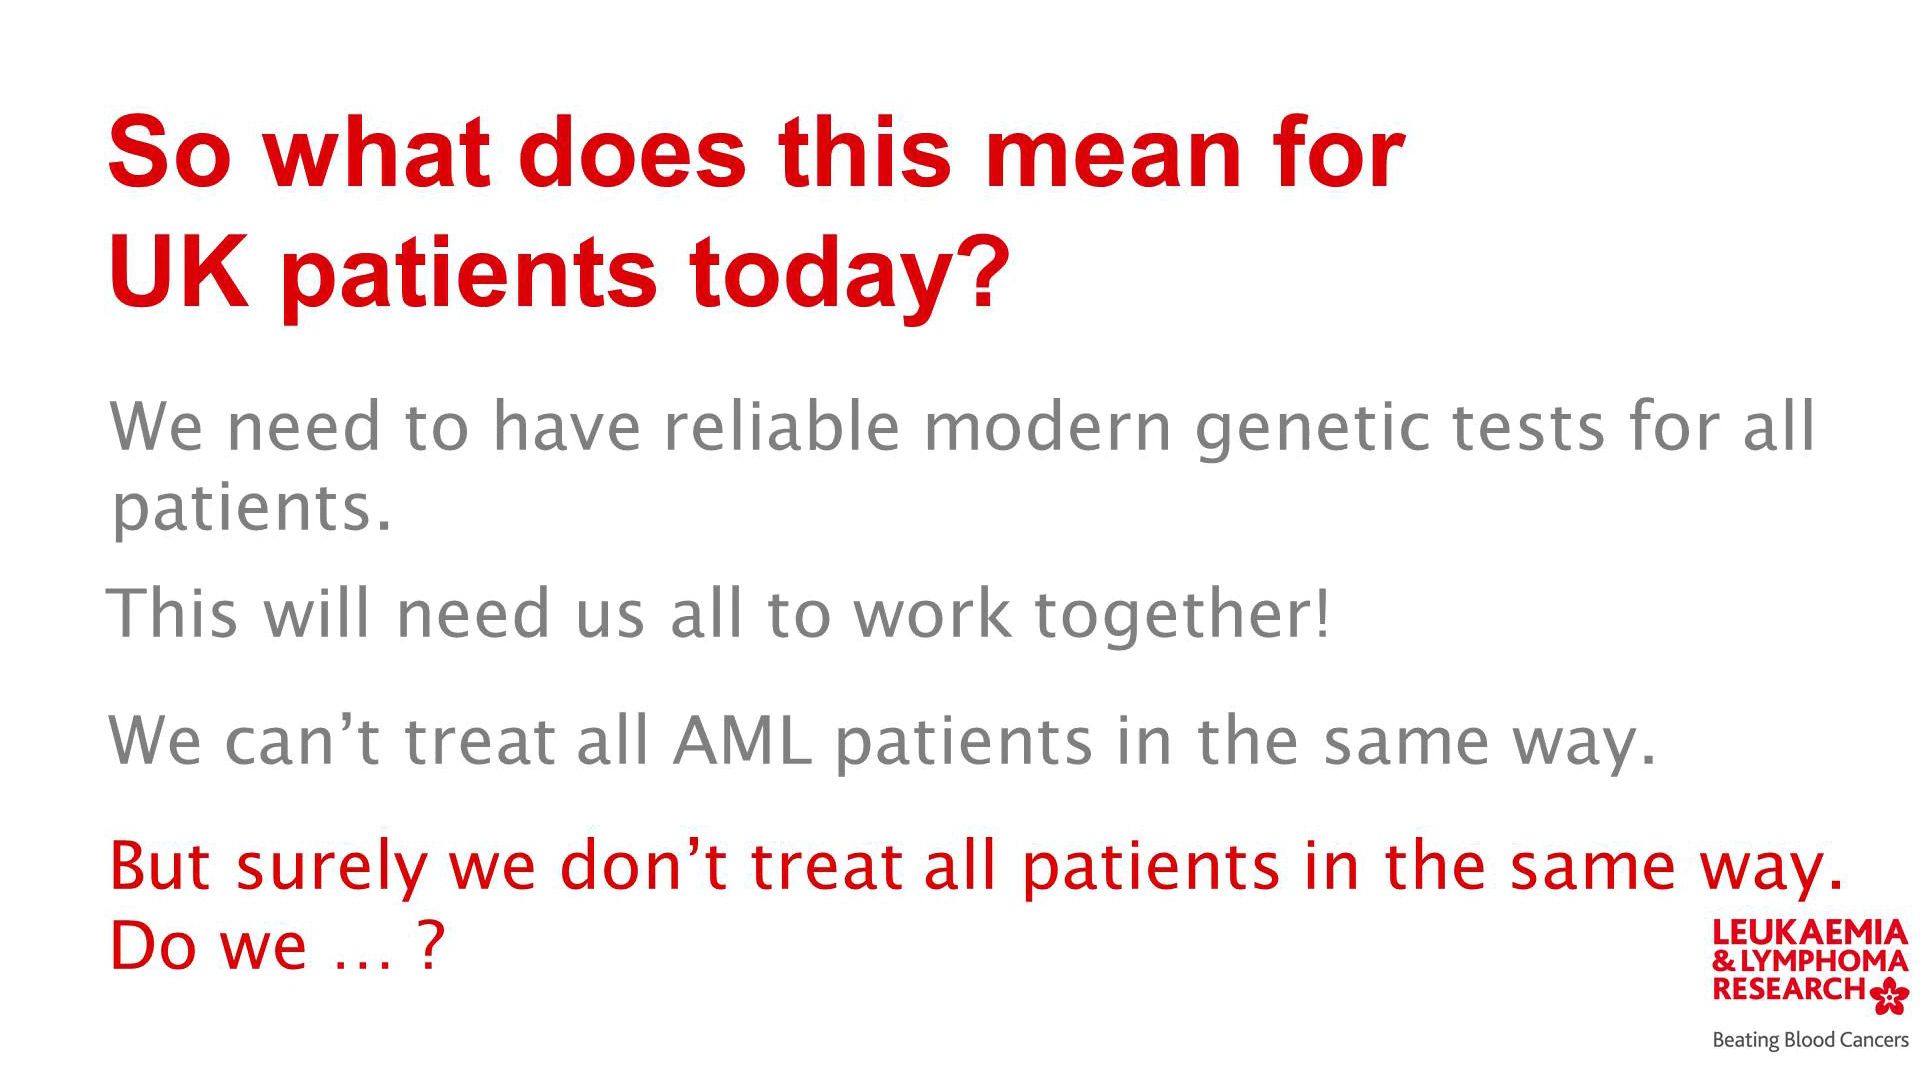 So what does this mean for
UK patients today?
We need to have reliable modern genetic tests for all
patients.
This will need us all to work together!
We can’t treat all AML patients in the same way.
But surely we don’t treat all patients in the same way.
Do we … ?
LEUKAEMIA
& LYMPHOMA
RESEARCH
Beating Blood Cancers